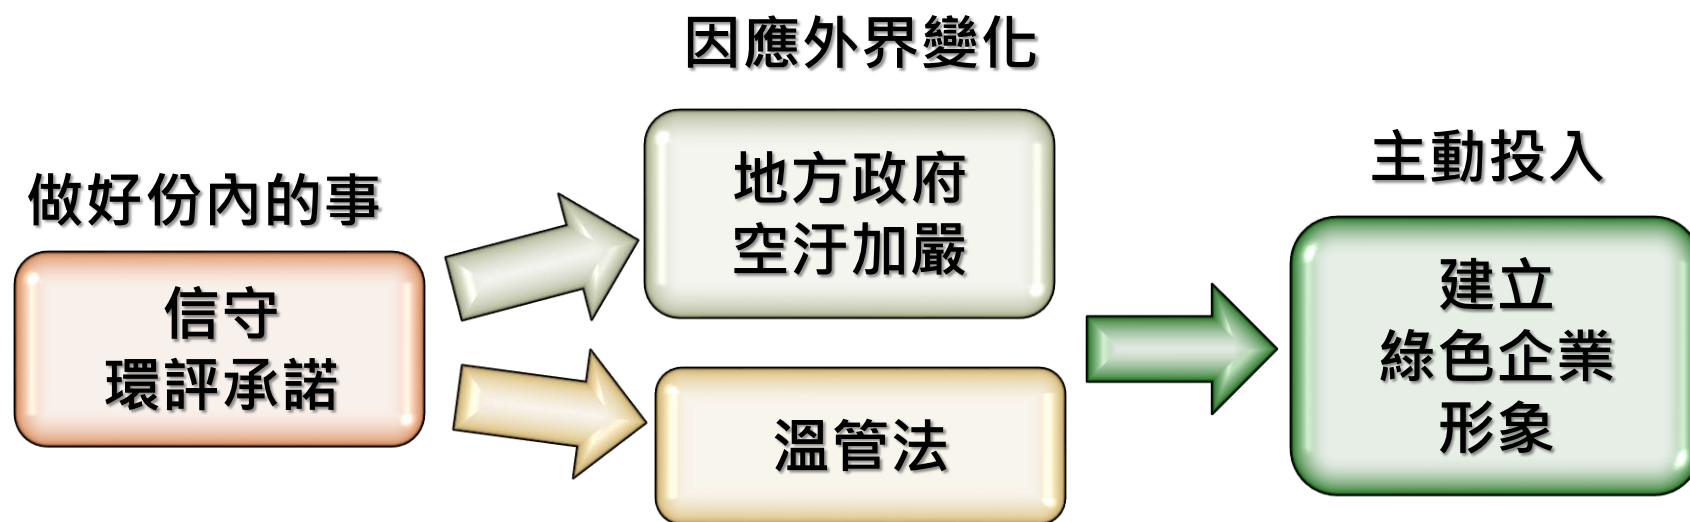 做好份內的事
信守
環評承諾
因應外界變化
地方政府
空汙加嚴
溫管法
主動投入
建立
綠色企業
形象